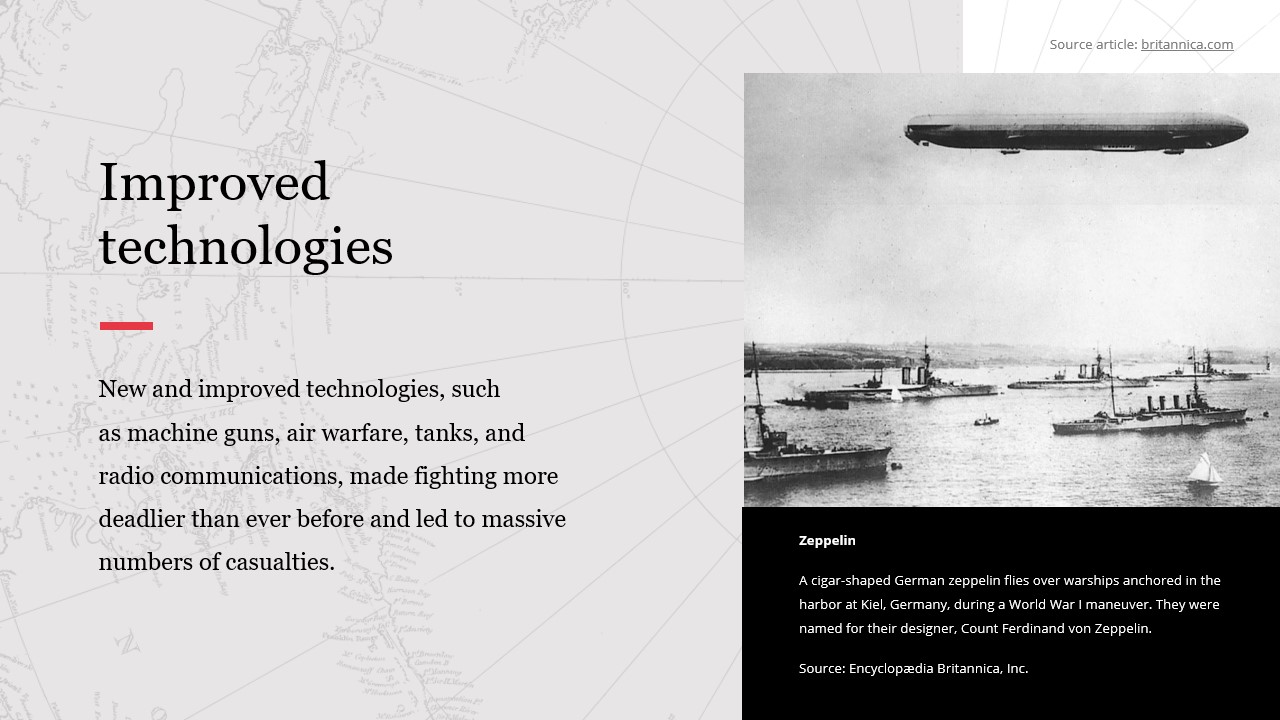 Source article: britannica.com
Improved
technologies
New and improved technologies, such
as machine guns, air warfare, tanks, and
radio communications, made fighting more
deadlier than ever before and led to massive
numbers of casualties.
Zeppelin
A cigar-shaped German zeppelin flies over warships anchored in the
harbor at Kiel, Germany, during a World War I maneuver. They were
named for their designer, Count Ferdinand von Zeppelin.
Source: Encyclopædia Britannica, Inc.